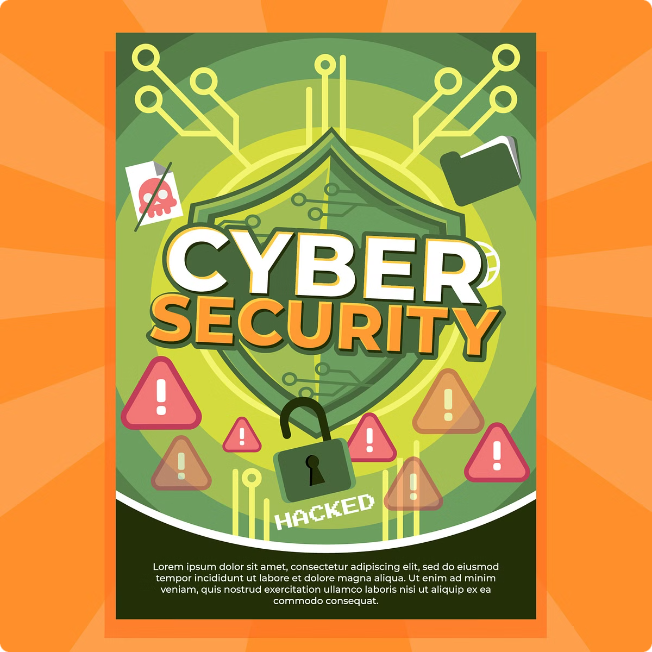 CYBER
SECURITY
HACKED
Lorem ipsum dolor sit amet, consectetur adipiscing elit, sed do eiusmod
tempor incididunt ut labore et dolore magna aliqua. Ut enim ad minim
veniam, quis nostrud exercitation ullamco laboris nisi ut aliquip ex ea
commodo consequat.